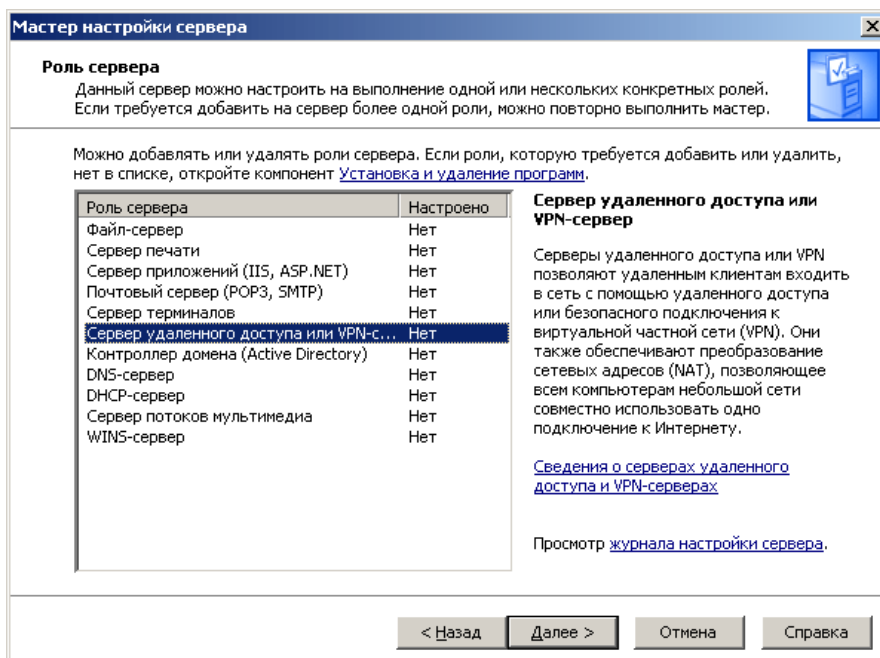 Мастер настройки сервера
Роль сервера
Данный сервер можно настроить на выполнение одной или нескольких конкретных ролей.
Если требуется добавить на сервер более одной роли, можно повторно выполнить мастер.
Можно добавлять или удалять роли сервера. Если роли, которую требуется добавить или удалить,
нет в списке, откройте компонент Установка и удаление программ.
Роль сервера Настроено
Файл-сервер Нет
Сервер печати Нет
Сервер приложений (IIS, ASP.NET) Нет
Почтовый сервер (POP3, SMTP) Нет
Сервер терминалов Нет
Сервер удаленного доступа или VPN-с... Нет
Контроллер домена (Active Directory) Нет
DNS-сервер Нет
DHCP-сервер Нет
Сервер потоков мультимедиа Нет
WINS-сервер Нет
Сервер удаленного доступа или
VPN-сервер
Серверы удаленного доступа или VPN
позволяют удаленным клиентам входить
в сеть с помощью удаленного доступа
или безопасного подключения к
виртуальной частной сети (VPN). Они
также обеспечивают преобразование
сетевых адресов (NAT), позволяющее
всем компьютерам небольшой сети
совместно использовать одно
подключение к Интернету.
Сведения о серверах удаленного
доступа и VPN-серверах
Просмотр журнала настройки сервера.
< Назад Далее > Отмена Справка